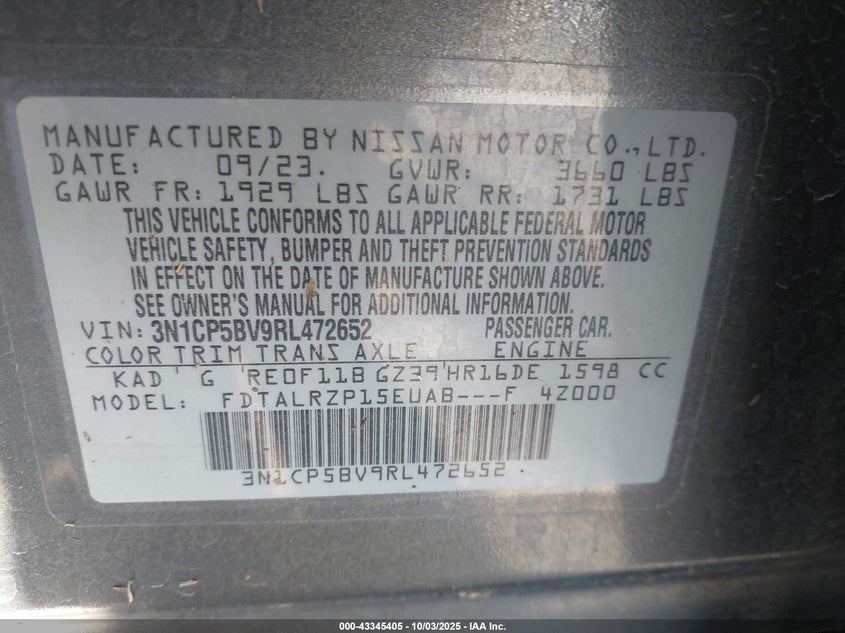 MANUFACTURED BY NISSAN MOTOR CO., LTD.
DATE: 09/23. GVWR: 3660 LBS
GAWR FR: 1929 LBS GAWR RR: 1731 LBS
THIS VEHICLE CONFORMS TO ALL APPLICABLE FEDERAL MOTOR
VEHICLE SAFETY, BUMPER AND THEFT PREVENTION STANDARDS
IN EFFECT ON THE DATE OF MANUFACTURE SHOWN ABOVE.
SEE OWNER'S MANUAL FOR ADDITIONAL INFORMATION.
VIN: 3N1CP5BV9RL472652 PASSENGER CAR.
COLOR TRIM TRANS AXLE ENGINE
KAD G RE0F11B GZ39 HR16DE 1598 CC
MODEL: FDTALRZP15EUAB---F 4Z000
3N1CP5BV9RL472652
000-43345405 - 10/03/2025 - IAA Inc.